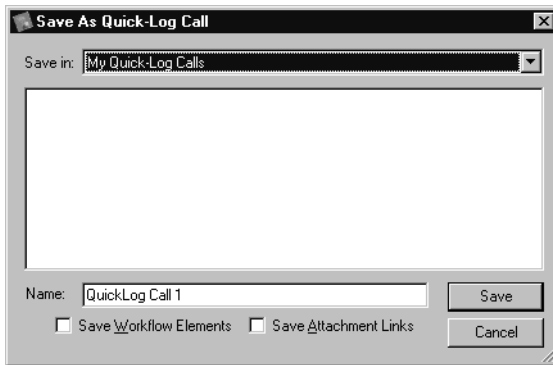 Save As Quick-Log Call
Save in: My Quick-Log Calls
Name: QuickLog Call 1 Save
Save Workflow Elements Save Attachment Links Cancel